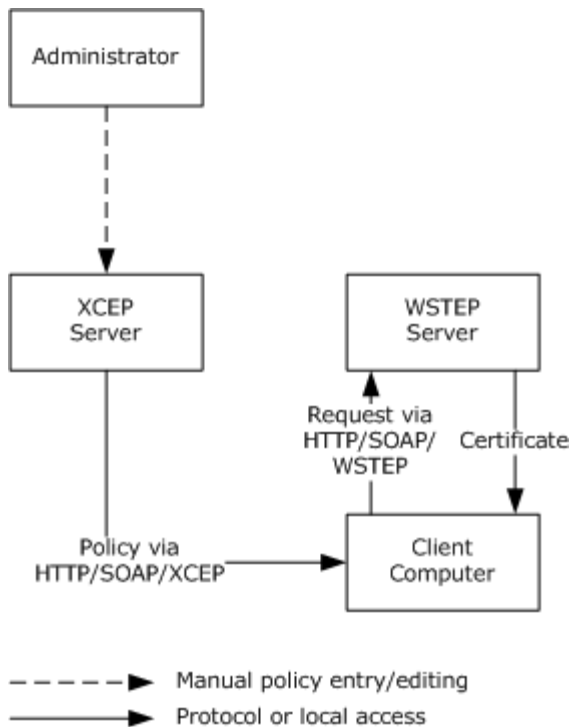 Administrator
XCEP
Server
WSTEP
Server
Request via
HTTP/SOAP/
WSTEP
Certificate
Policy via
HTTP/SOAP/XCEP
Client
Computer
Manual policy entry/editing
Protocol or local access